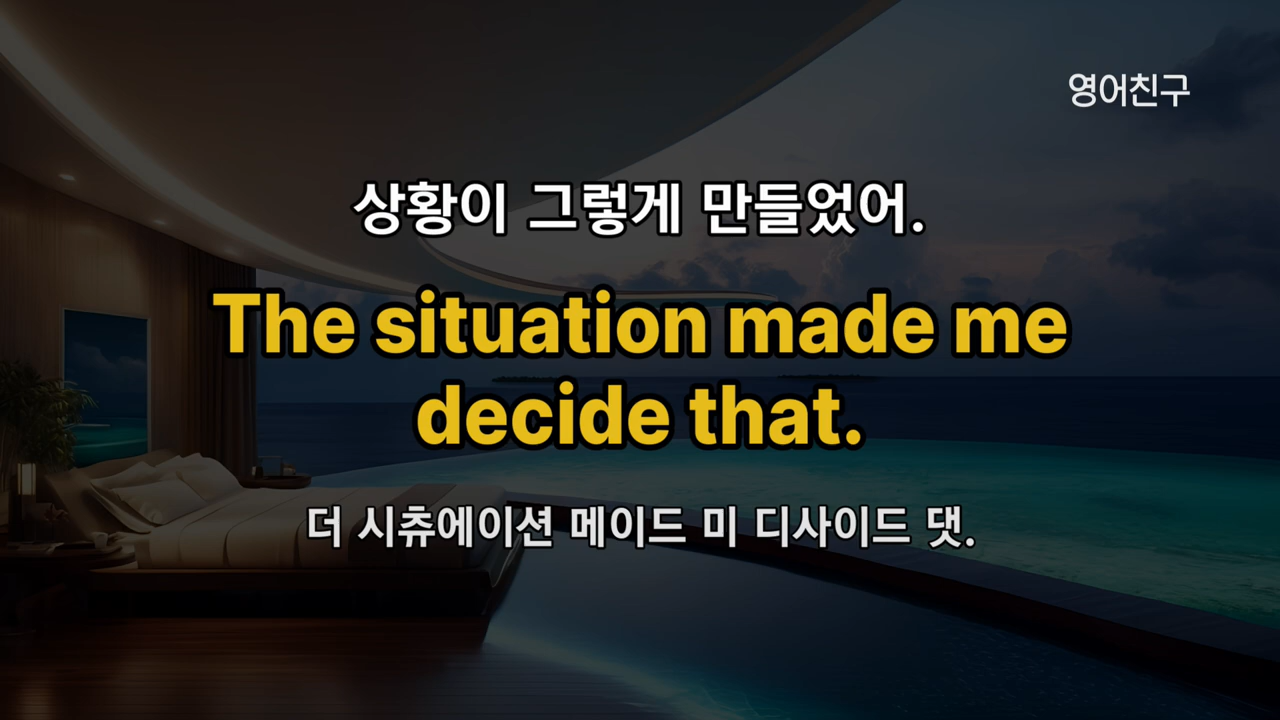 영어친구
상황이 그렇게 만들었어.
The situation made me
decide that.
더 시츄에이션 메이드 미 디사이드 댓.